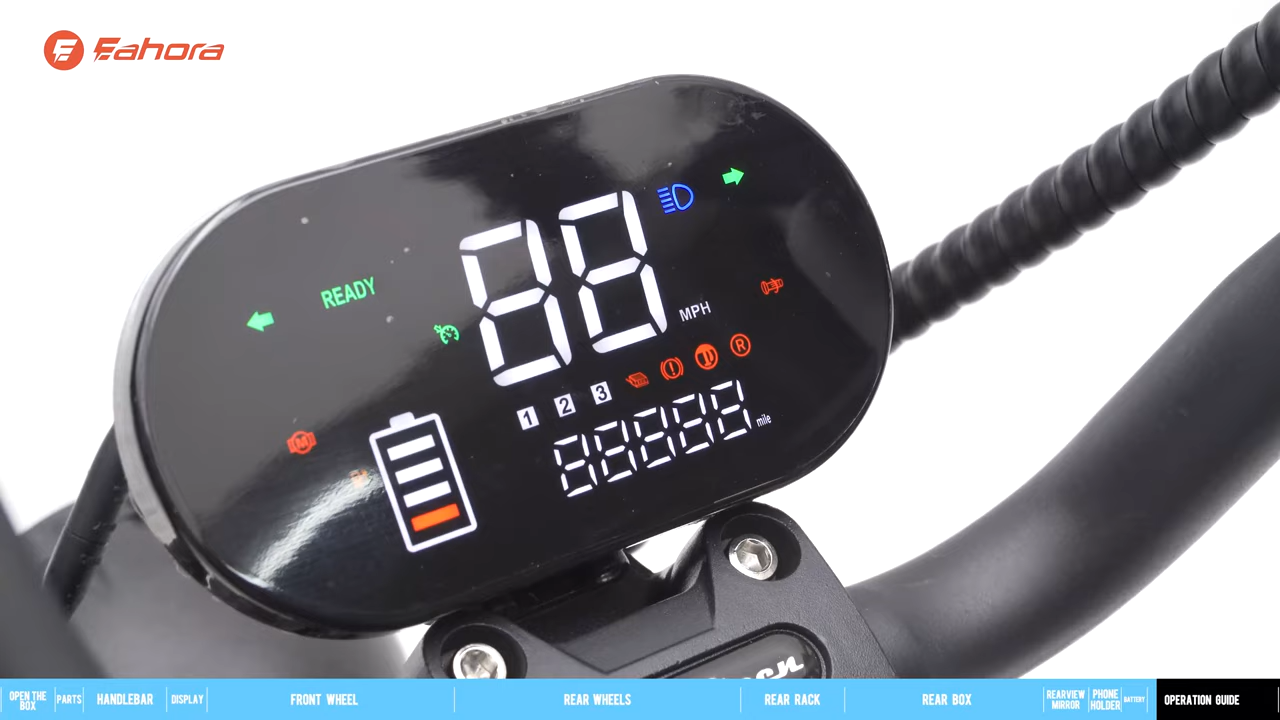 Eahora
READY
88
MPH
M
1 2 3
P
R
88888
mile
OPEN THE BOX
PARTS
HANDLEBAR
DISPLAY
FRONT WHEEL
REAR WHEELS
REAR RACK
REAR BOX
REARVIEW MIRROR
PHONE HOLDER
BATTERY
OPERATION GUIDE